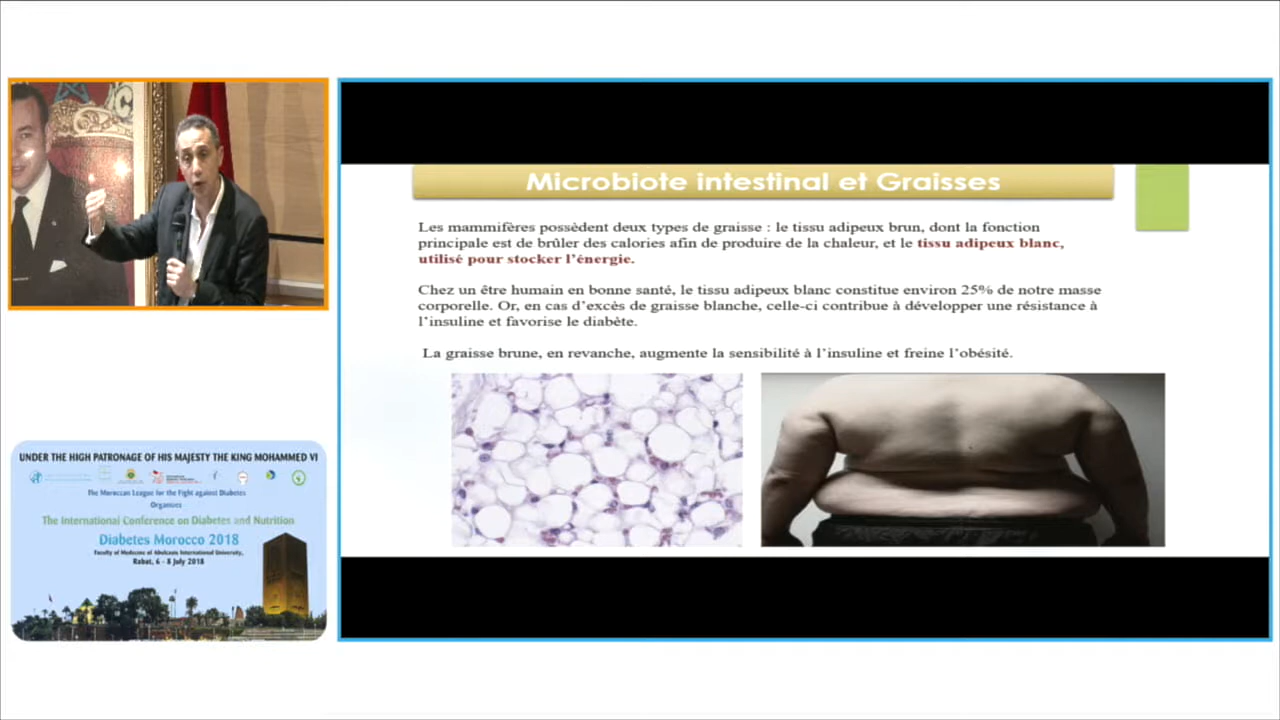 Microbiote intestinal et Graisses
Les mammifères possèdent deux types de graisse : le tissu adipeux brun, dont la fonction
principale est de brûler des calories afin de produire de la chaleur, et le tissu adipeux blanc,
utilisé pour stocker l'énergie.
Chez un être humain en bonne santé, le tissu adipeux blanc constitue environ 25% de notre masse
corporelle. Or, en cas d'excès de graisse blanche, celle-ci contribue à développer une résistance à
l'insuline et favorise le diabète.
La graisse brune, en revanche, augmente la sensibilité à l'insuline et freine l'obésité.
UNDER THE HIGH PATRONAGE OF HIS MAJESTY THE KING MOHAMMED VI
The Moroccan League for the Fight against Diabetes
Organises
The International Conference on Diabetes and Nutrition
Diabetes Morocco 2018
Faculty of Medecene of Abulcasis International University,
Rabat, 6 - 8 July 2018